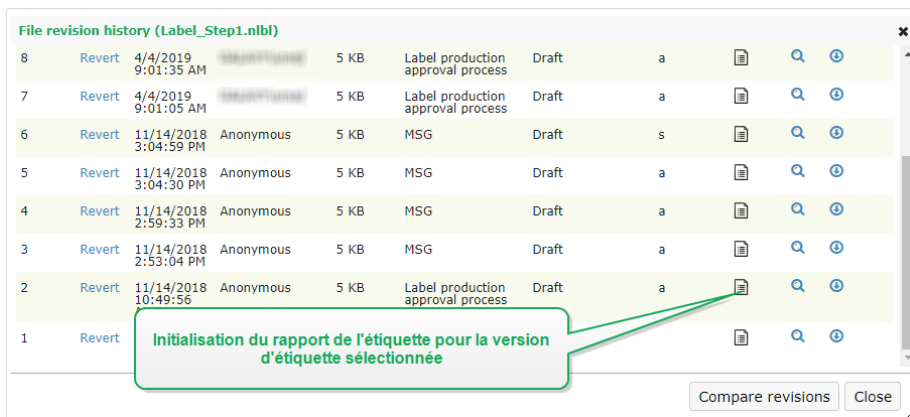 File revision history (Label_Step1.nlbl)
8 Revert 4/4/2019 5 KB Label production Draft a
9:01:35 AM approval process
7 Revert 4/4/2019 5 KB Label production Draft a
9:01:05 AM approval process
6 Revert 11/14/2018 Anonymous 5 KB MSG Draft s
3:04:59 PM
5 Revert 11/14/2018 Anonymous 5 KB MSG Draft a
3:04:30 PM
4 Revert 11/14/2018 Anonymous 5 KB MSG Draft a
2:59:33 PM
3 Revert 11/14/2018 Anonymous 5 KB MSG Draft a
2:53:04 PM
2 Revert 11/14/2018 Anonymous 5 KB Label production Draft a
10:49:56 approval process
1 Revert
Initialisation du rapport de l'étiquette pour la version
d'étiquette sélectionnée
Compare revisions Close